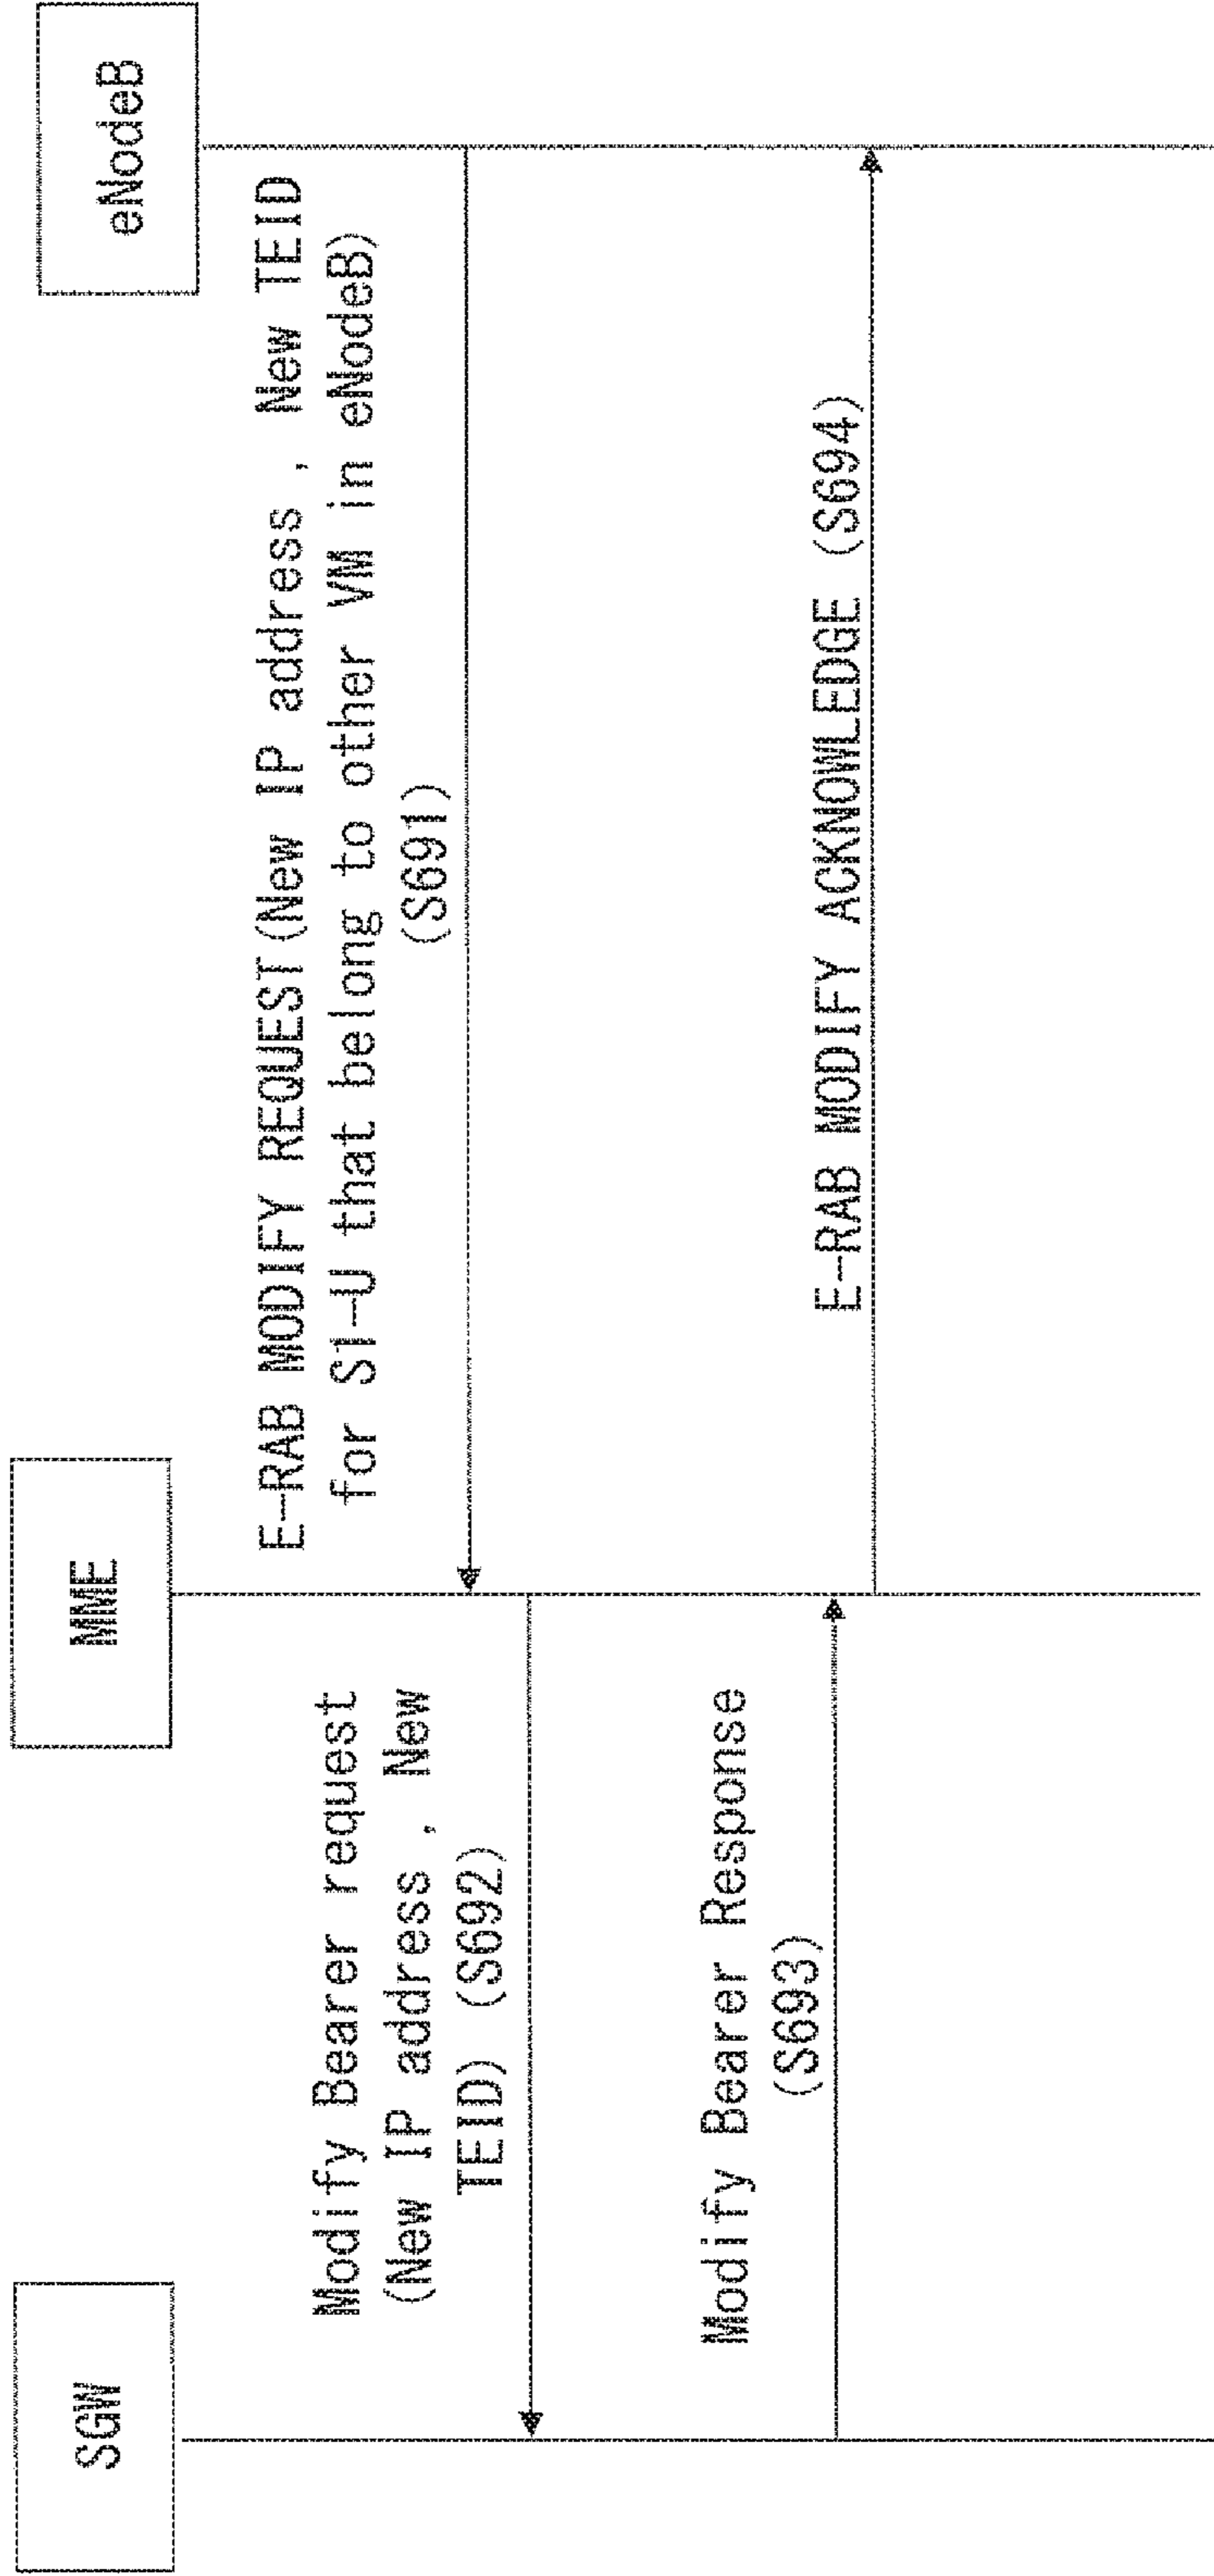 SGW
MME
eNodeB
E-RAB MODIFY REQUEST(New IP address , New TEID
for S1-U that belong to other VM in eNodeB)
(S691)
Modify Bearer request
(New IP address , New
TEID) (S692)
Modify Bearer Response
(S693)
E-RAB MODIFY ACKNOWLEDGE (S694)